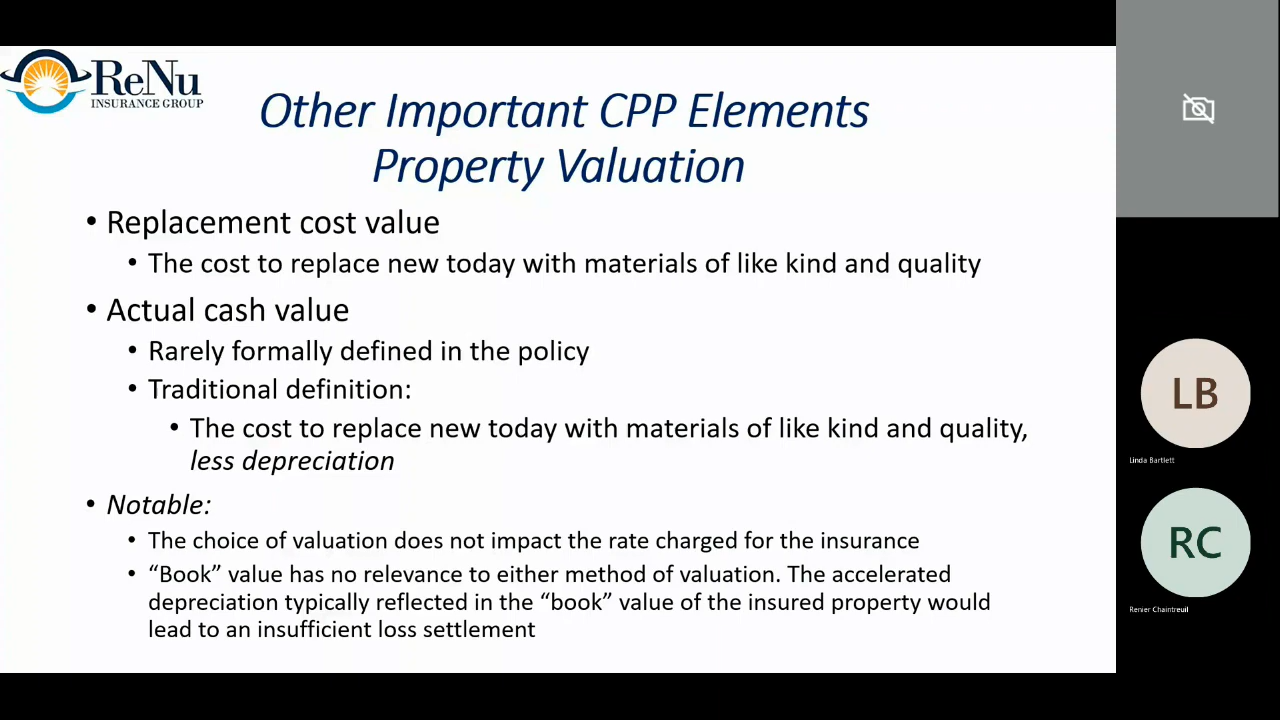 ReNu
INSURANCE GROUP
Other Important CPP Elements
Property Valuation
• Replacement cost value
• The cost to replace new today with materials of like kind and quality
• Actual cash value
• Rarely formally defined in the policy
• Traditional definition:
• The cost to replace new today with materials of like kind and quality,
less depreciation
• Notable:
• The choice of valuation does not impact the rate charged for the insurance
• “Book” value has no relevance to either method of valuation. The accelerated
depreciation typically reflected in the “book” value of the insured property would
lead to an insufficient loss settlement
LB
Linda Bartlett
RC
Renier Chaintreuil